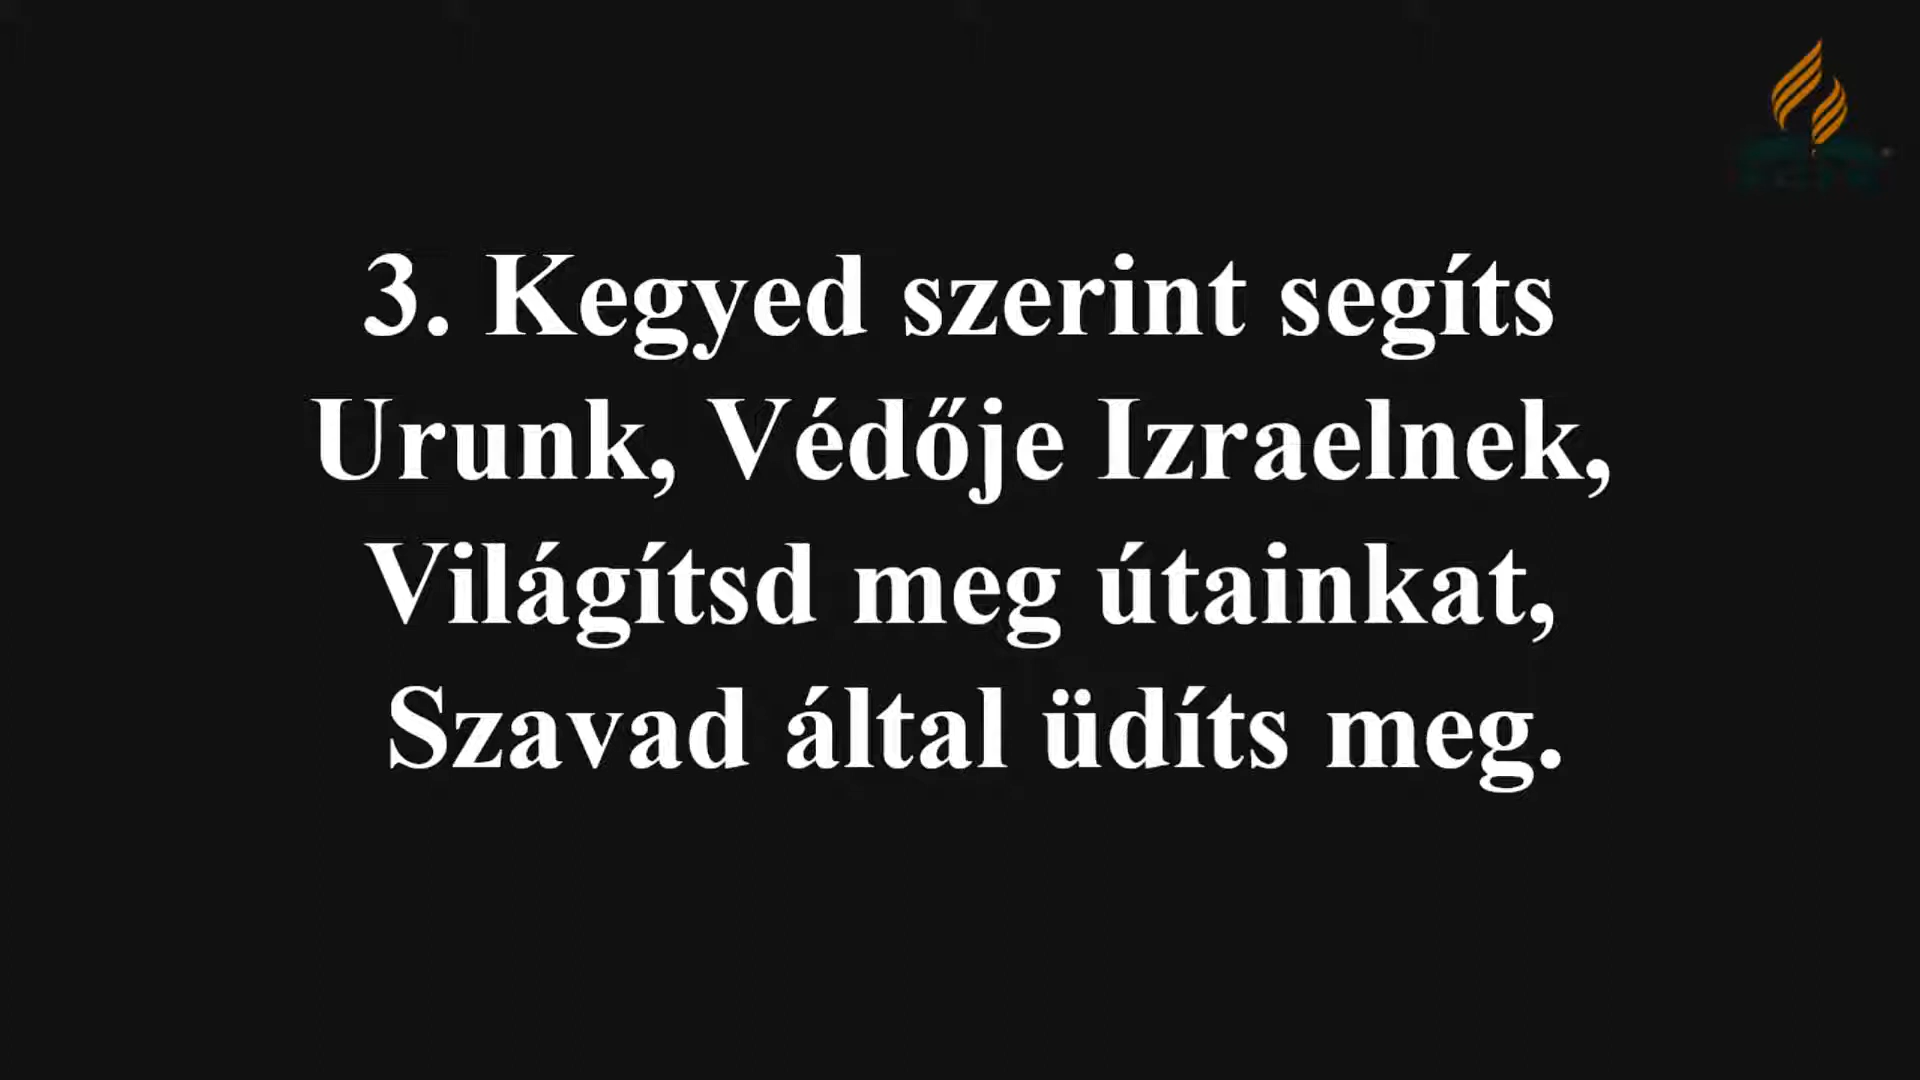 3. Kegyed szerint segíts
Urunk, Védője Izraelnek,
Világítsd meg útainkat,
Szavad által üdíts meg.